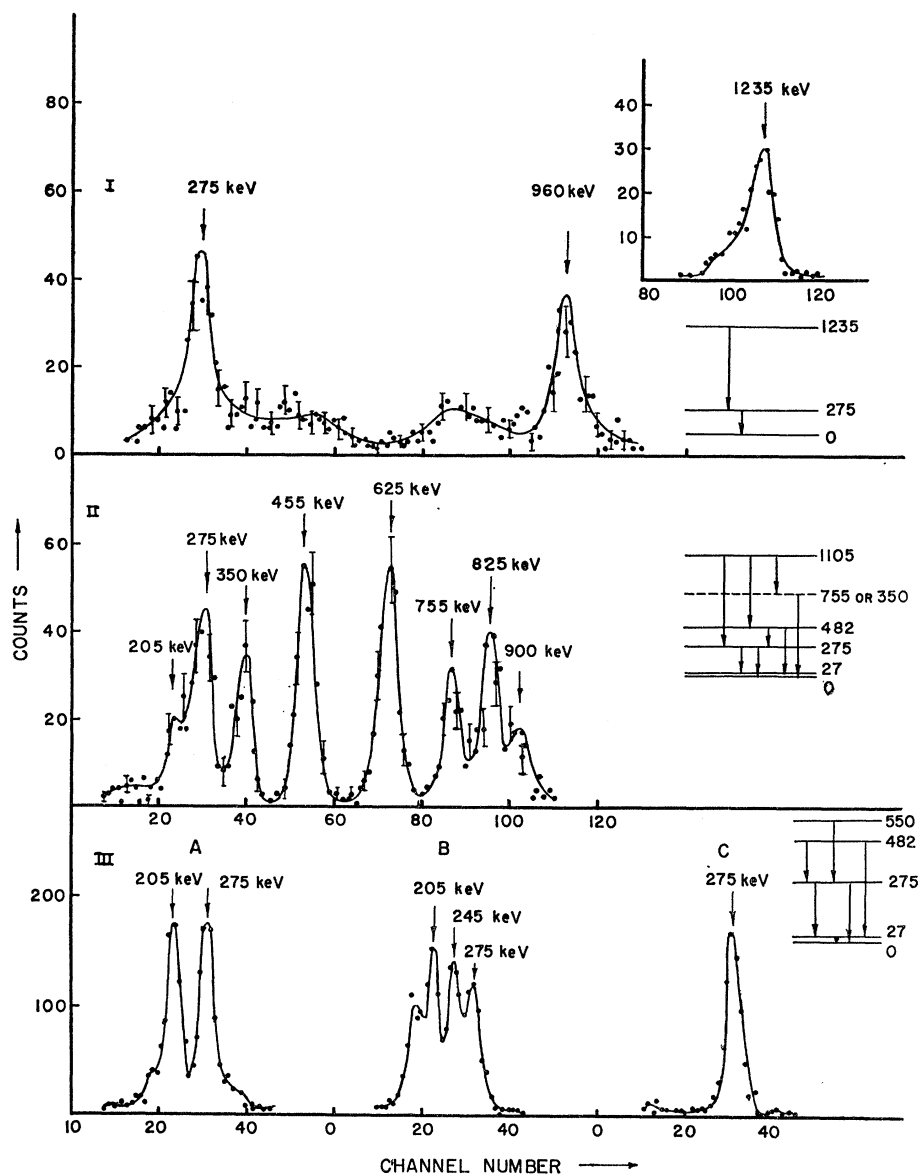 I
80
60
40
20
0
275 keV
960 keV
1235 keV
40
30
20
10
80 100 120
1235
275
0
II
60
40
20
205 keV
275 keV
350 keV
455 keV
625 keV
755 keV
825 keV
900 keV
1105
755 OR 350
482
275
27
0
20 40 60 80 100 120
COUNTS
III
A
B
C
200
100
205 keV
275 keV
205 keV
245 keV
275 keV
275 keV
550
482
275
27
0
10 20 40 0 20 40 0 20 40
CHANNEL NUMBER